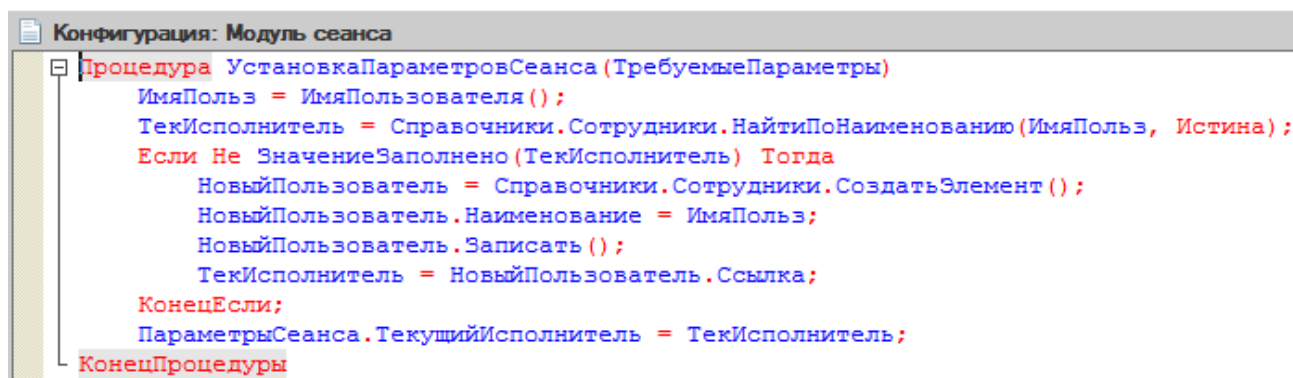 Конфигурация: Модуль сеанса
Процедура УстановкаПараметровСеанса(ТребуемыеПараметры)
ИмяПольз = ИмяПользователя();
ТекИсполнитель = Справочники.Сотрудники.НайтиПоНаименованию(ИмяПольз, Истина);
Если Не ЗначениеЗаполнено(ТекИсполнитель) Тогда
НовыйПользователь = Справочники.Сотрудники.СоздатьЭлемент();
НовыйПользователь.Наименование = ИмяПольз;
НовыйПользователь.Записать();
ТекИсполнитель = НовыйПользователь.Ссылка;
КонецЕсли;
ПараметрыСеанса.ТекущийИсполнитель = ТекИсполнитель;
КонецПроцедуры